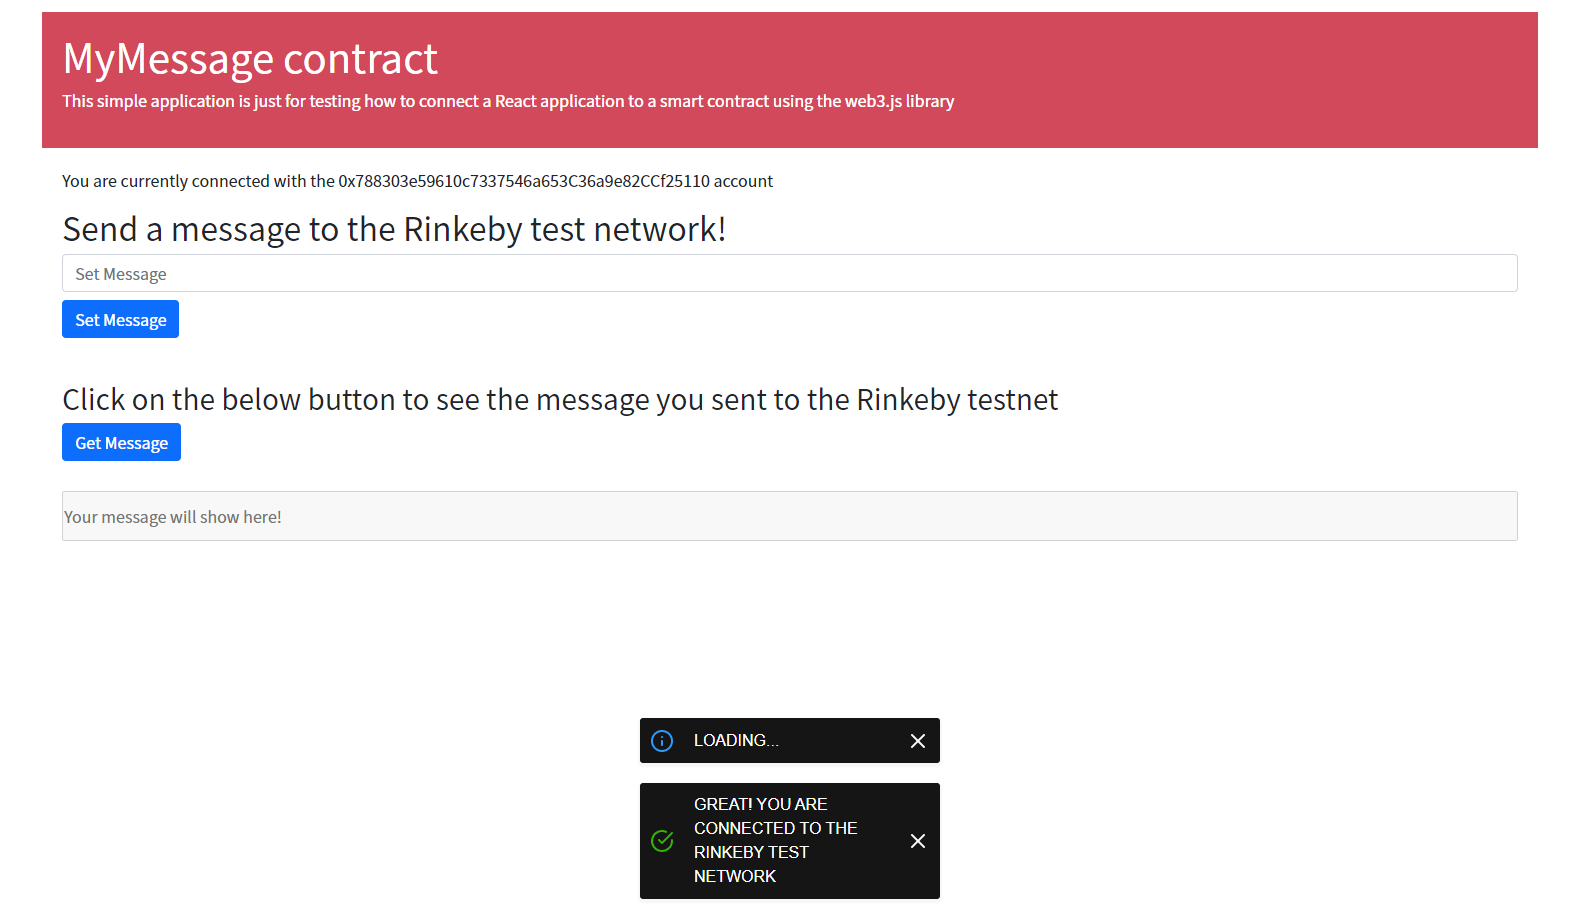 MyMessage contract
This simple application is just for testing how to connect a React application to a smart contract using the web3.js library
You are currently connected with the 0x788303e59610c7337546a653C36a9e82CCf25110 account
Send a message to the Rinkeby test network!
Set Message
Set Message
Click on the below button to see the message you sent to the Rinkeby testnet
Get Message
Your message will show here!
LOADING...
GREAT! YOU ARE
CONNECTED TO THE
RINKEBY TEST
NETWORK